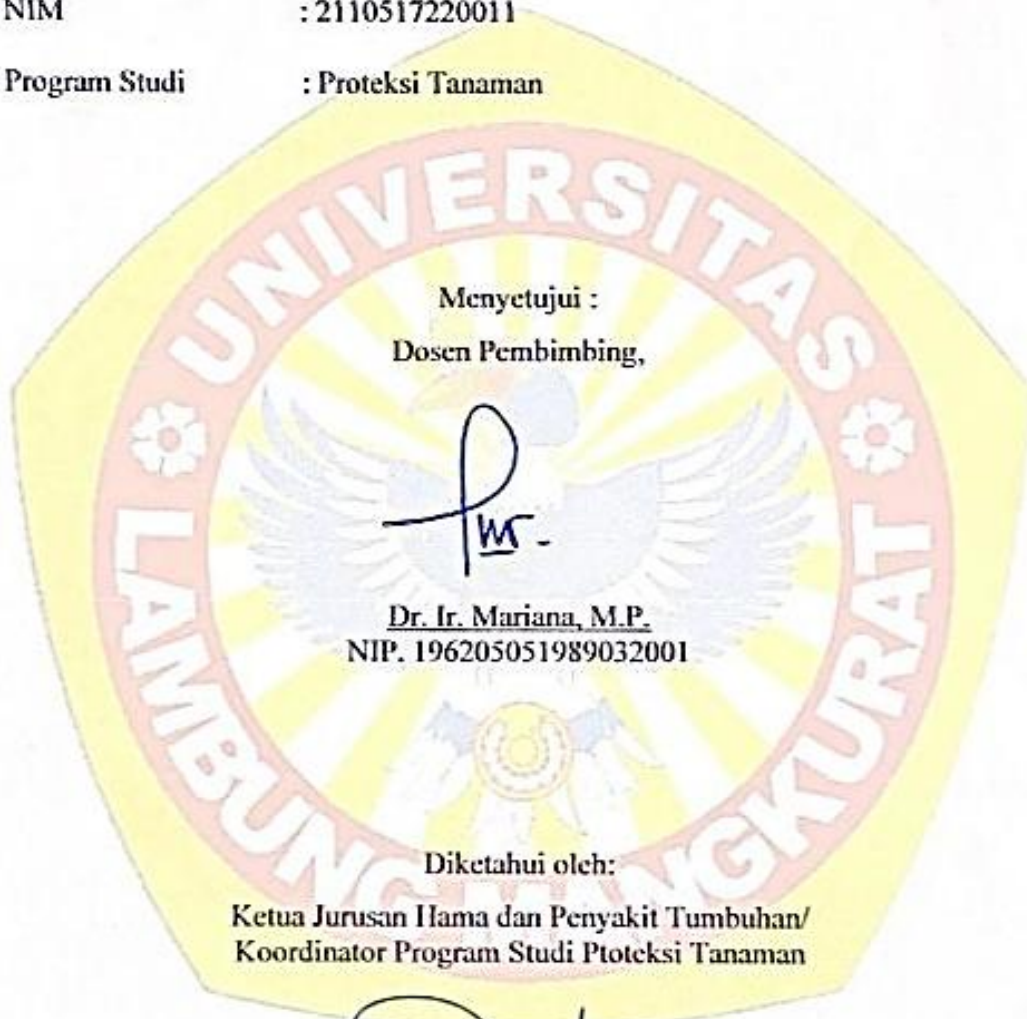 NIM : 2110517220011
Program Studi : Proteksi Tanaman
UNIVERSITAS
LAMBUNG MANGKURAT
Menyetujui :
Dosen Pembimbing,
Dr. Ir. Mariana, M.P.
NIP. 196205051989032001
Diketahui oleh:
Ketua Jurusan Hama dan Penyakit Tumbuhan/
Koordinator Program Studi Ptoteksi Tanaman